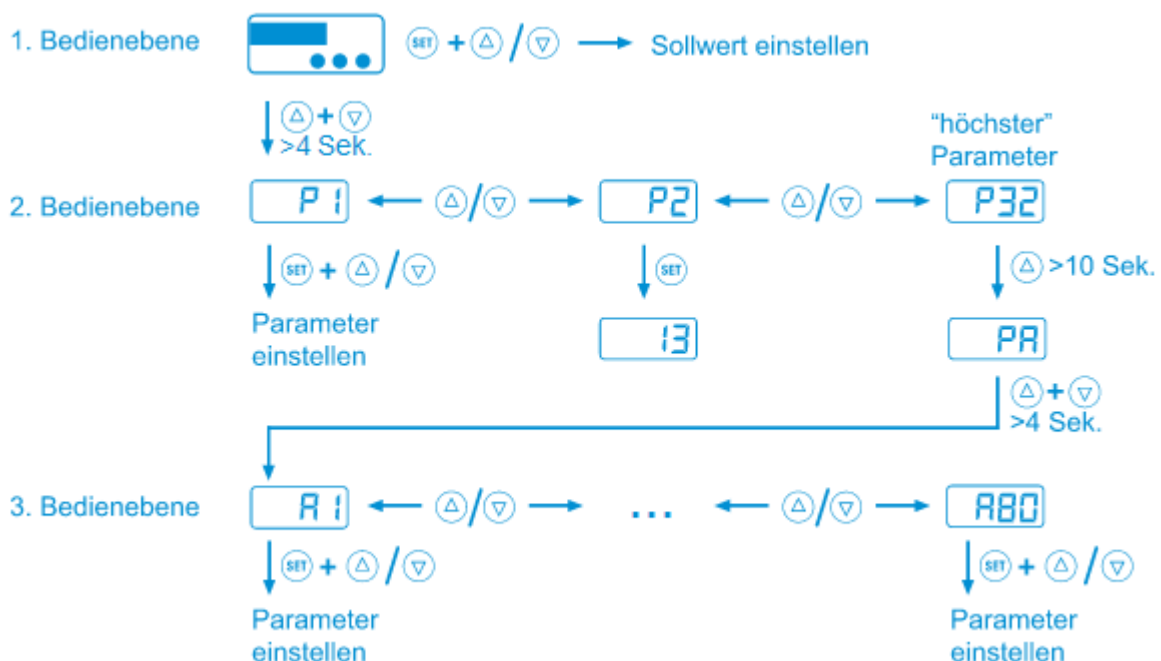 1. Bedienebene SET + △ / ▽ → Sollwert einstellen
△ + ▽
>4 Sek.
"höchster"
Parameter
2. Bedienebene P1 ← △ / ▽ → P2 ← △ / ▽ → P32
SET + △ / ▽ SET △ >10 Sek.
Parameter
einstellen
13 PA
△ + ▽
>4 Sek.
3. Bedienebene A1 ← △ / ▽ → ... ← △ / ▽ → A80
SET + △ / ▽ SET + △ / ▽
Parameter Parameter
einstellen einstellen